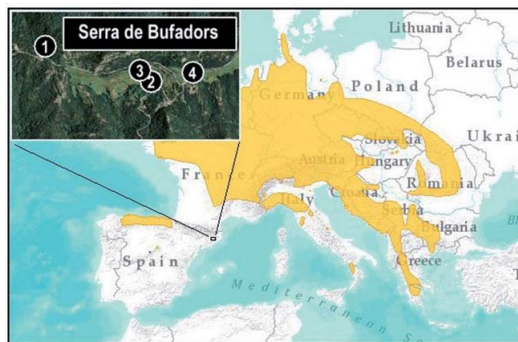 Serra de Bufadors
1
3
2
4
Lithuania
Belarus
Poland
Germany
Ukra
Slovakia
Austria
Hungary
France
Romania
Italy
Croatia
Serbia
Bulgaria
Spain
Greece
Mediterranean